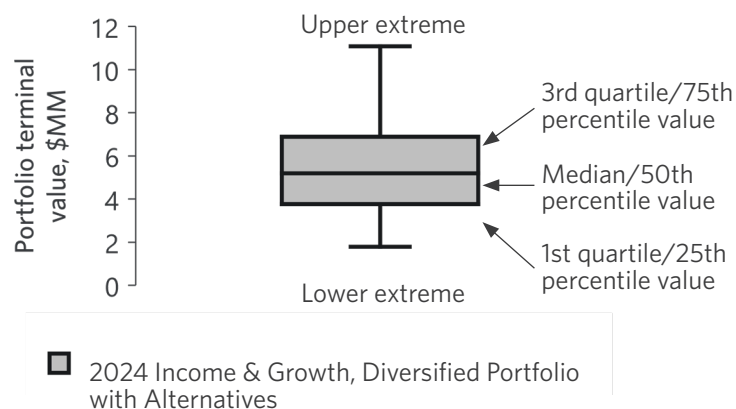 Upper extreme
12
10
8
6
4
2
0
Portfolio terminal
value, $MM
3rd quartile/75th
percentile value
Median/50th
percentile value
1st quartile/25th
percentile value
Lower extreme
2024 Income & Growth, Diversified Portfolio
with Alternatives